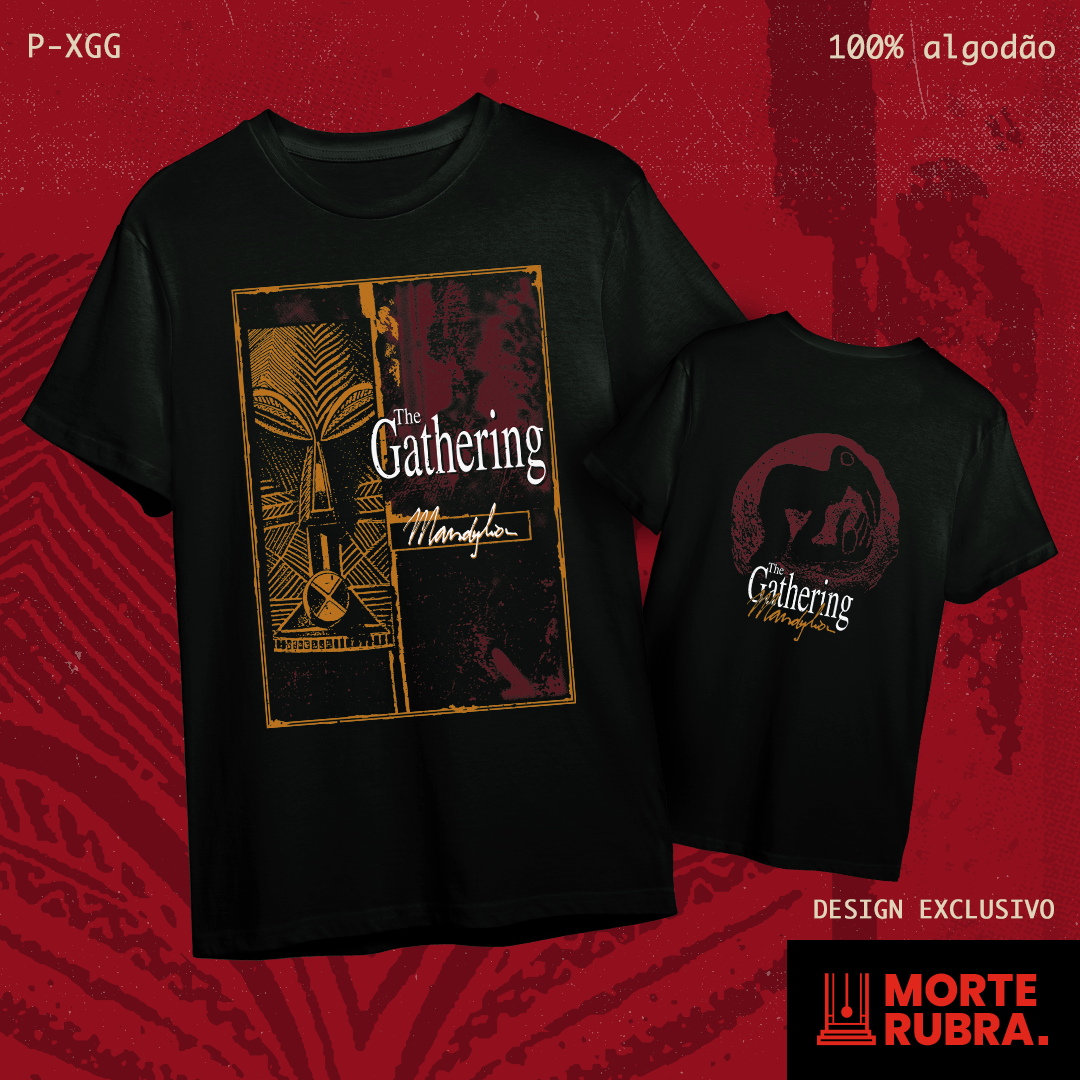 P-XGG
100% algodão
The
Gathering
Mandylion
The
Gathering
Mandylion
DESIGN EXCLUSIVO
MORTE
RUBRA.